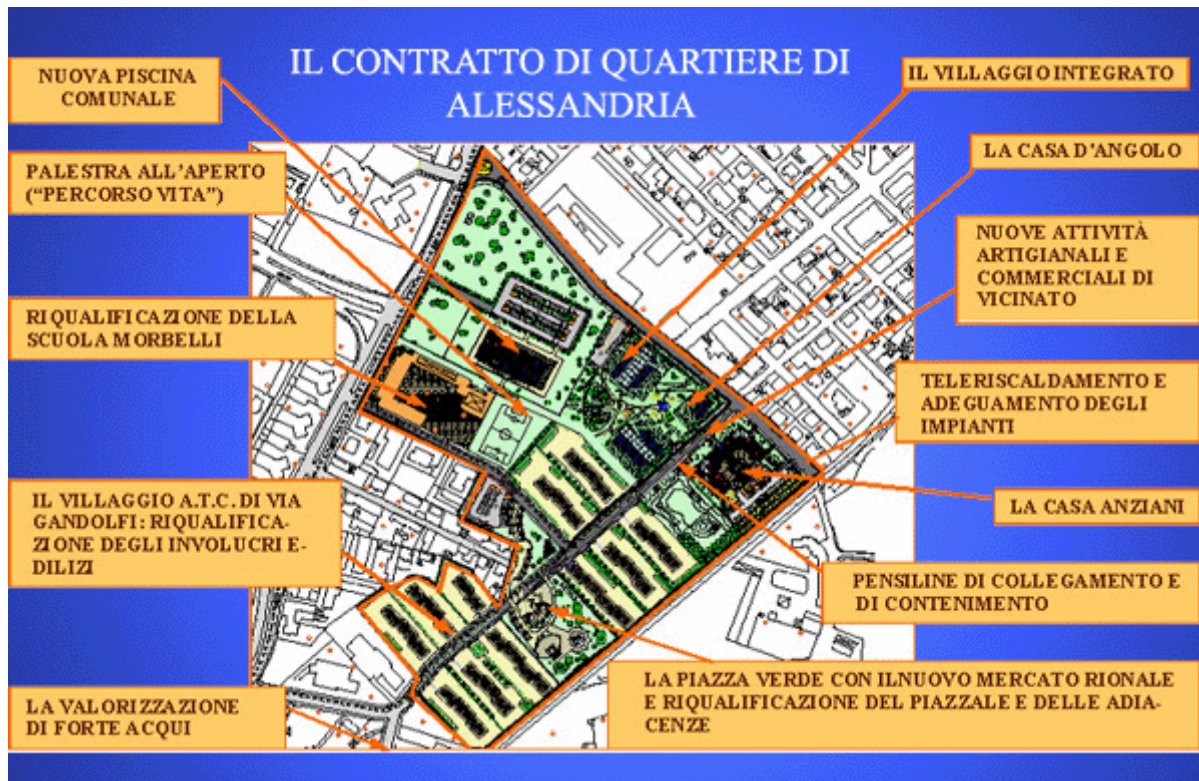 IL CONTRATTO DI QUARTIERE DI
ALESSANDRIA
NUOVA PISCINA
COMUNALE
PALESTRA ALL'APERTO
("PERCORSO VITA")
RIQUALIFICAZIONE DELLA
SCUOLA MORBELLI
IL VILLAGGIO A.T.C. DI VIA
GANDOLFI: RIQUALIFICA-
ZIONE DEGLI INVOLUCRI E-
DILIZI
LA VALORIZZAZIONE
DI FORTE ACQUI
IL VILLAGGIO INTEGRATO
LA CASA D'ANGOLO
NUOVE ATTIVITÀ
ARTIGIANALI E
COMMERCIALI DI
VICINATO
TELERISCALDAMENTO E
ADEGUAMENTO DEGLI
IMPIANTI
LA CASA ANZIANI
PENSILINE DI COLLEGAMENTO E
DI CONTENIMENTO
LA PIAZZA VERDE CON ILNUOVO MERCATO RIONALE
E RIQUALIFICAZIONE DEL PIAZZALE E DELLE ADIA-
CENZE